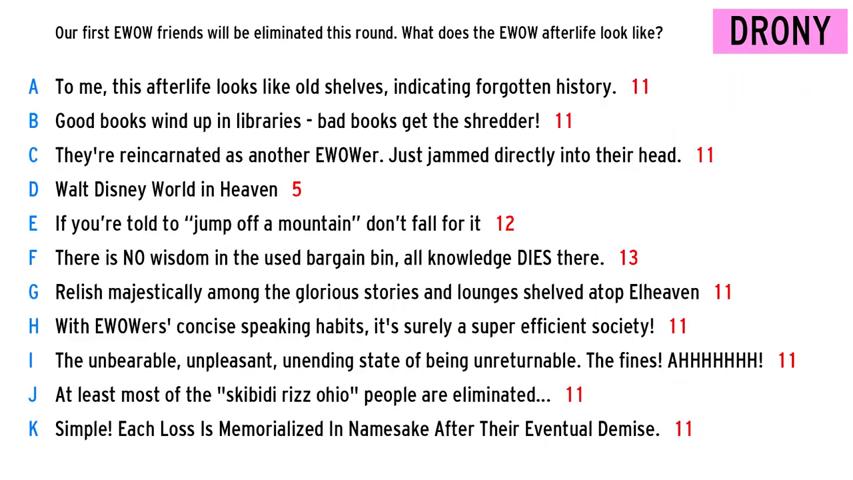 Our first EWOW friends will be eliminated this round. What does the EWOW afterlife look like?
DRONY
A To me, this afterlife looks like old shelves, indicating forgotten history. 11
B Good books wind up in libraries - bad books get the shredder! 11
C They're reincarnated as another EWOWer. Just jammed directly into their head. 11
D Walt Disney World in Heaven 5
E If you’re told to “jump off a mountain” don’t fall for it 12
F There is NO wisdom in the used bargain bin, all knowledge DIES there. 13
G Relish majestically among the glorious stories and lounges shelved atop Elheaven 11
H With EWOWers' concise speaking habits, it's surely a super efficient society! 11
I The unbearable, unpleasant, unending state of being unreturnable. The fines! AHHHHHHH! 11
J At least most of the "skibidi rizz ohio" people are eliminated... 11
K Simple! Each Loss Is Memorialized In Namesake After Their Eventual Demise. 11